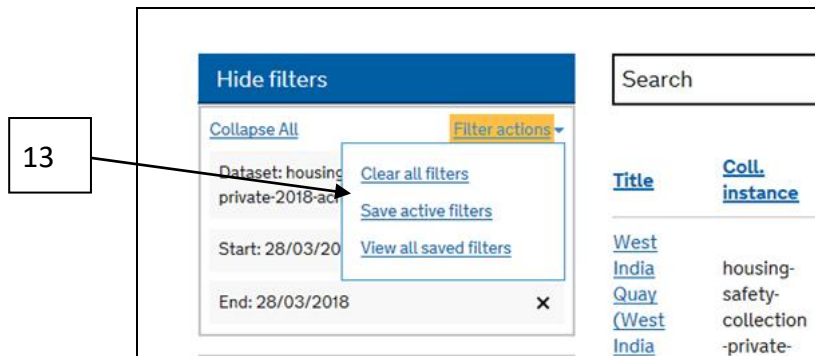 13
Hide filters
Collapse All
Filter actions
Dataset: housing
private-2018-acr
Start: 28/03/20
End: 28/03/2018
Clear all filters
Save active filters
View all saved filters
Search
Title
Coll.
instance
West
India
Quay
(West
India
housing-
safety-
collection
-private-